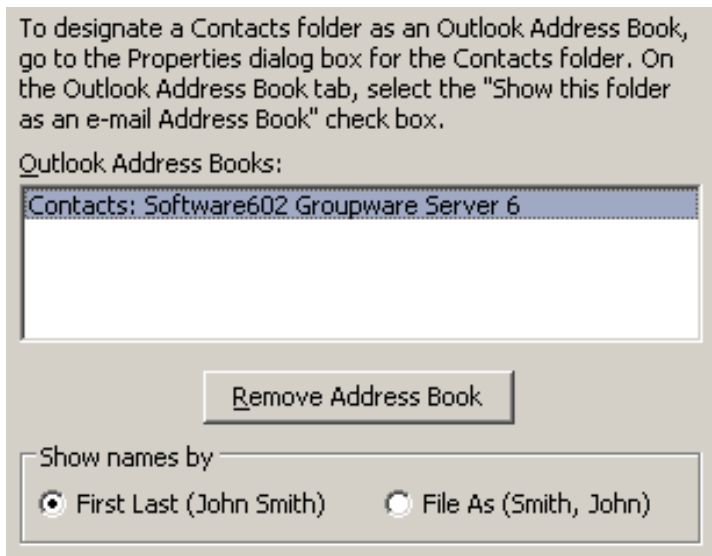 To designate a Contacts folder as an Outlook Address Book,
go to the Properties dialog box for the Contacts folder. On
the Outlook Address Book tab, select the "Show this folder
as an e-mail Address Book" check box.
Outlook Address Books:
Contacts: Software602 Groupware Server 6
Remove Address Book
Show names by
First Last (John Smith) File As (Smith, John)